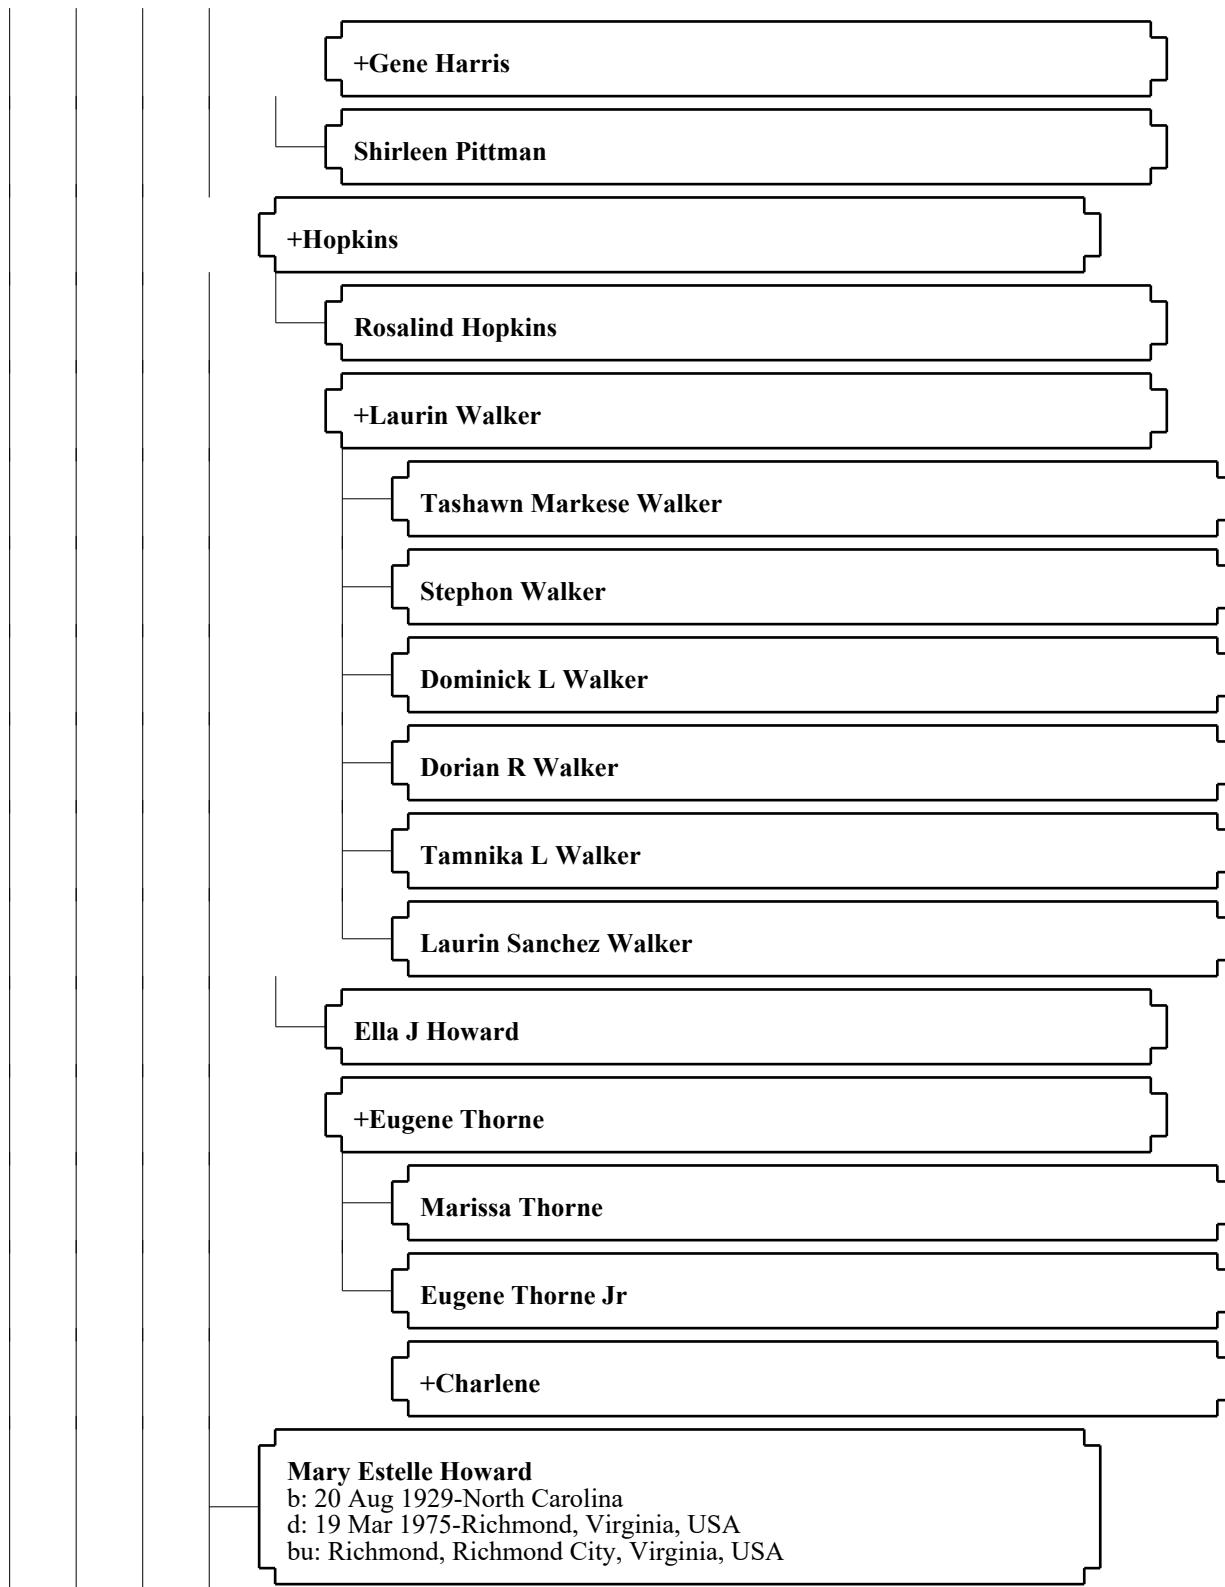 +Gene Harris
Shirleen Pittman
+Hopkins
Rosalind Hopkins
+Laurin Walker
Tashawn Markese Walker
Stephon Walker
Dominick L Walker
Dorian R Walker
Tamnika L Walker
Laurin Sanchez Walker
Ella J Howard
+Eugene Thorne
Marissa Thorne
Eugene Thorne Jr
+Charlene
Mary Estelle Howard
b: 20 Aug 1929-North Carolina
d: 19 Mar 1975-Richmond, Virginia, USA
bu: Richmond, Richmond City, Virginia, USA